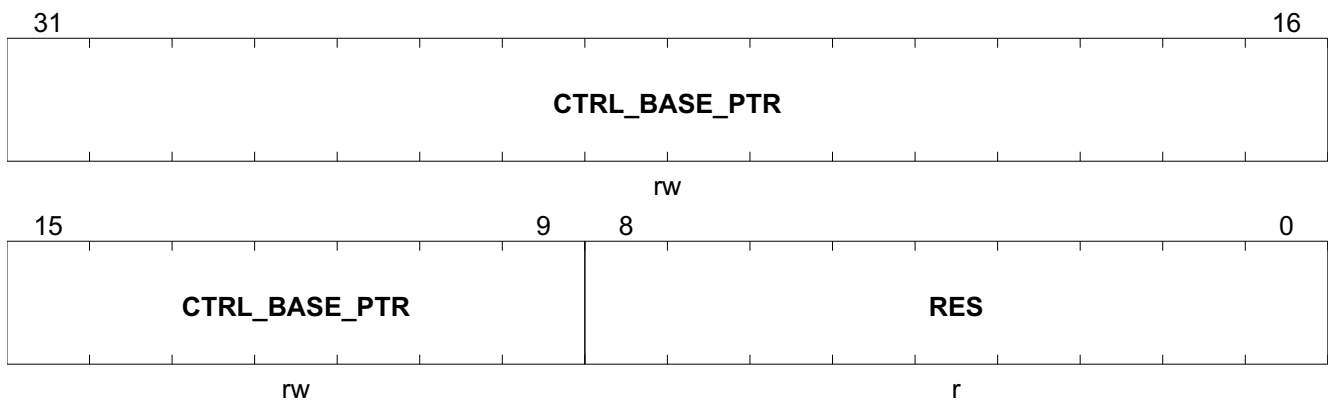 31 16
CTRL_BASE_PTR
rw
15 9 8 0
CTRL_BASE_PTR RES
rw r